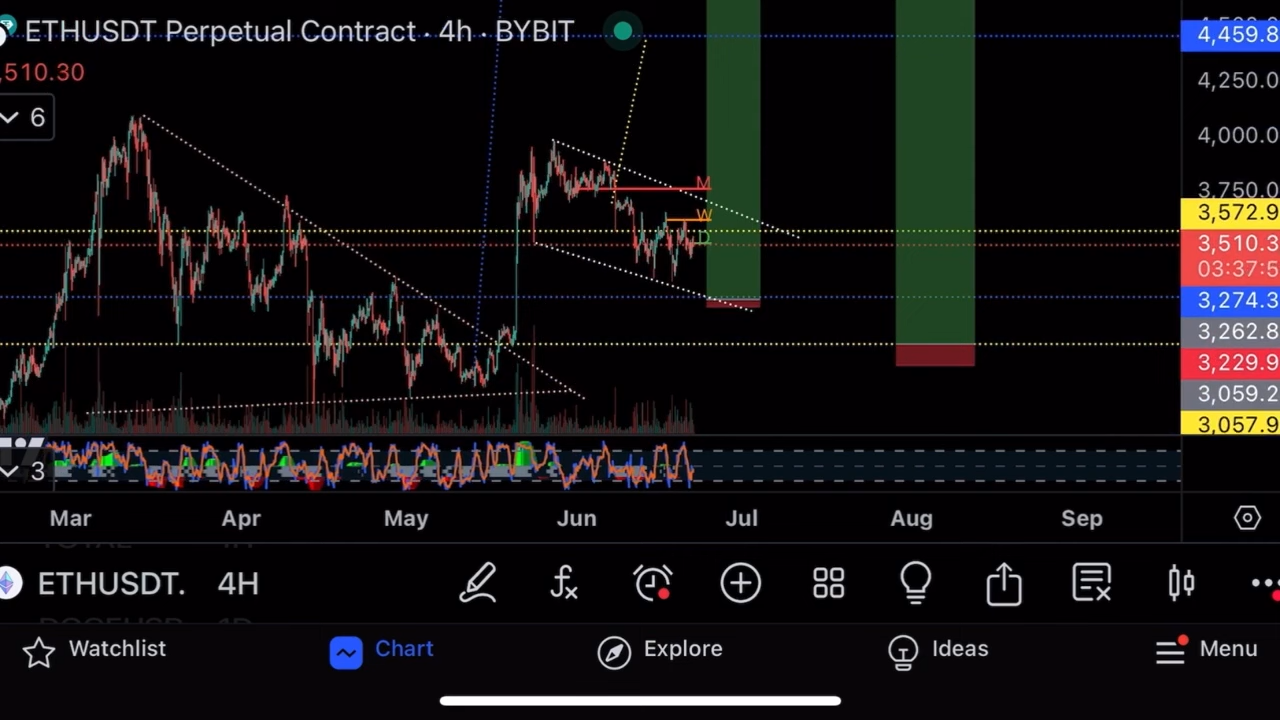 ETHUSDT Perpetual Contract · 4h · BYBIT
,510.30
6
4,459.8
4,250.0
4,000.0
3,750.0
3,572.9
3,510.3
03:37:5
3,274.3
3,262.8
3,229.9
3,059.2
3,057.9
M
W
D
3
Mar Apr May Jun Jul Aug Sep
ETHUSDT. 4H
Watchlist Chart Explore Ideas Menu